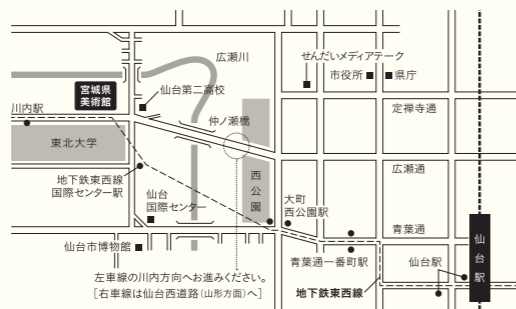 広瀬川
せんだいメディアテーク
市役所
県庁
宮城県
美術館
仙台第二高校
川内駅
仲ノ瀬橋
定禅寺通
東北大学
広瀬通
地下鉄東西線
国際センター駅
西公園
仙台
国際センター
大町
西公園駅
青葉通
仙台市博物館
青葉通一番町駅
仙台駅
仙台駅
左車線の川内方向へお進みください。
[右車線は仙台西道路(山形方面)へ]
地下鉄東西線